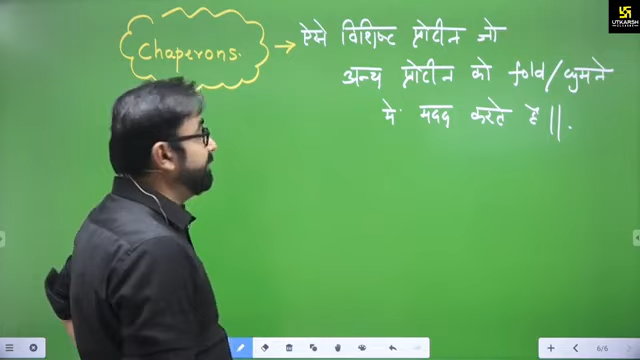 Chaperons. → ऐसे विशिष्ट प्रोटीन जो
अन्य प्रोटीन को fold/घुमने
मे मदद करते है ||.
UTKARSH
6/6